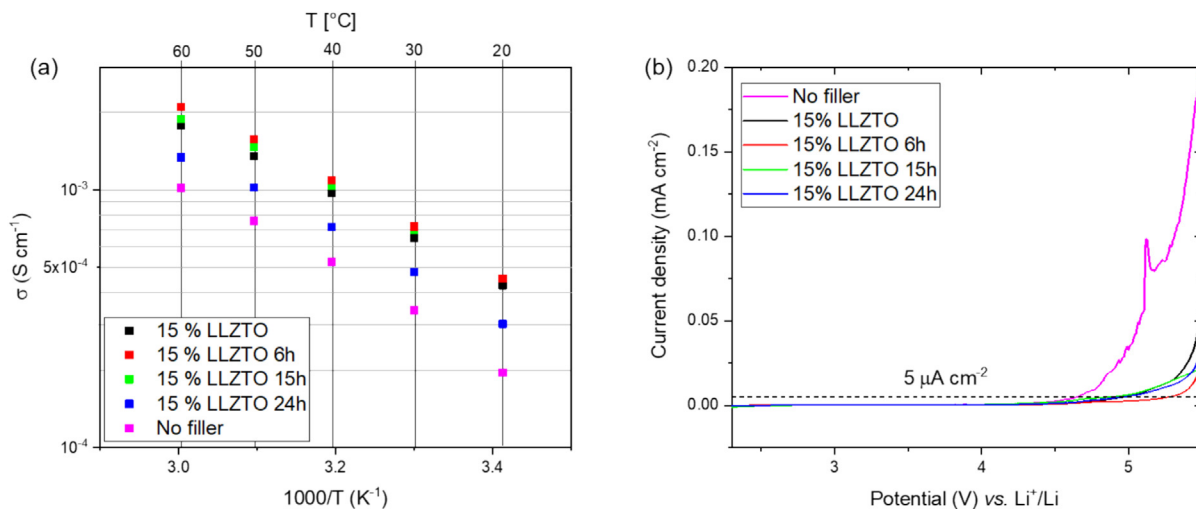 T [°C]
60 50 40 30 20
(a)
10⁻³
5x10⁻⁴
10⁻⁴
σ (S cm⁻¹)
15 % LLZTO
15 % LLZTO 6h
15 % LLZTO 15h
15 % LLZTO 24h
No filler
3.0 3.2 3.4
1000/T (K⁻¹)
(b)
0.20
0.15
0.10
0.05
0.00
Current density (mA cm⁻²)
No filler
15% LLZTO
15% LLZTO 6h
15% LLZTO 15h
15% LLZTO 24h
5 μA cm⁻²
3 4 5
Potential (V) vs. Li⁺/Li